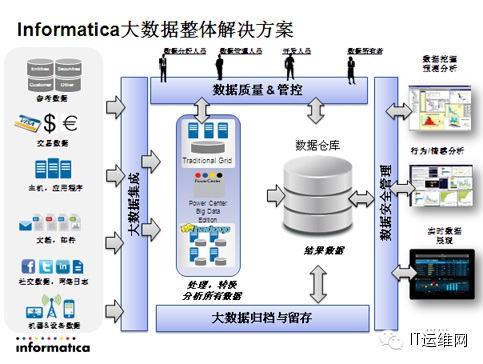 Informatica大数据整体解决方案
数据分析人员
数据管理人员
开发人员
数据所有者
数据质量＆管控
Securities
Customer
Other
参考数据
VISA
交易数据
主机、应用程序
文档、邮件
社交数据、网络日志
机器&设备数据
大数据集成
Traditional Grid
PowerCenter
Power Center
Big Data
Edition
hadoop
处理、转换
分析所有数据
数据仓库
结果数据
大数据归档与留存
数据安全管理
数据挖掘
预测分析
行为/情感分析
实时数据
展现
informatica
IT运维网